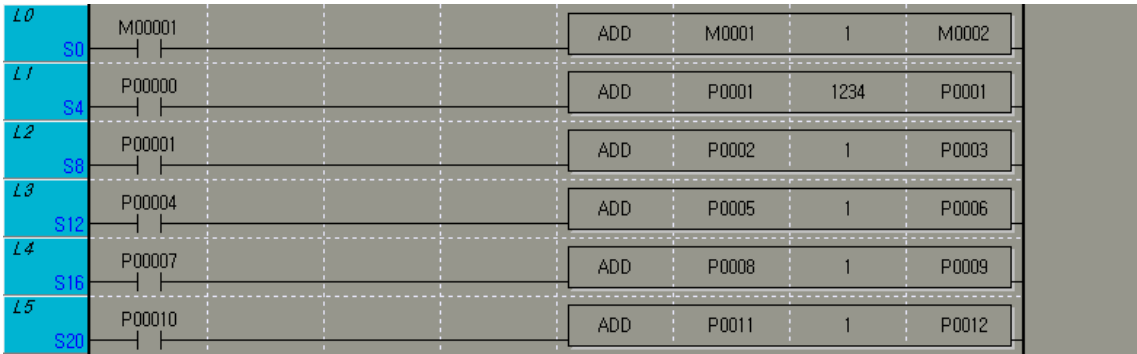 L0 M00001 ADD M0001 1 M0002
S0
L1 P00000 ADD P0001 1234 P0001
S4
L2 P00001 ADD P0002 1 P0003
S8
L3 P00004 ADD P0005 1 P0006
S12
L4 P00007 ADD P0008 1 P0009
S16
L5 P00010 ADD P0011 1 P0012
S20